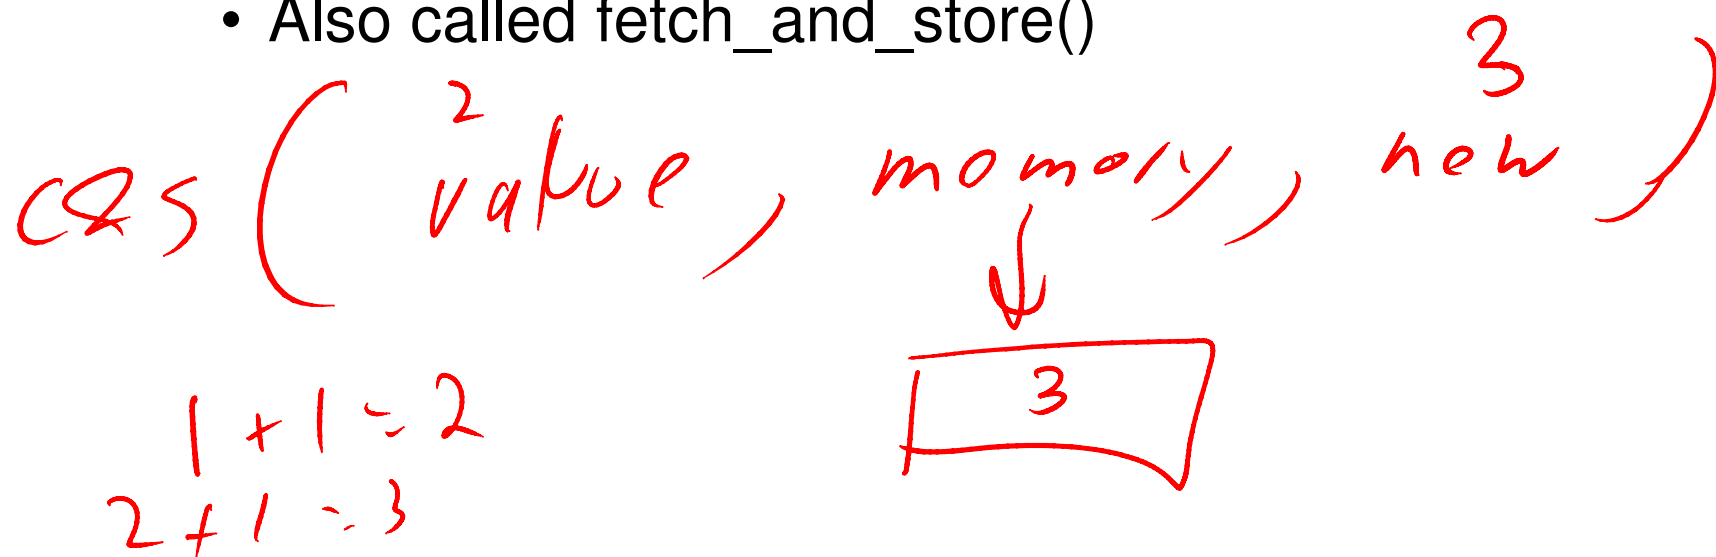 • Also called fetch_and_store()
3
2
cas ( value, memory, new )
3
1 + 1 = 2
2 + 1 = 3